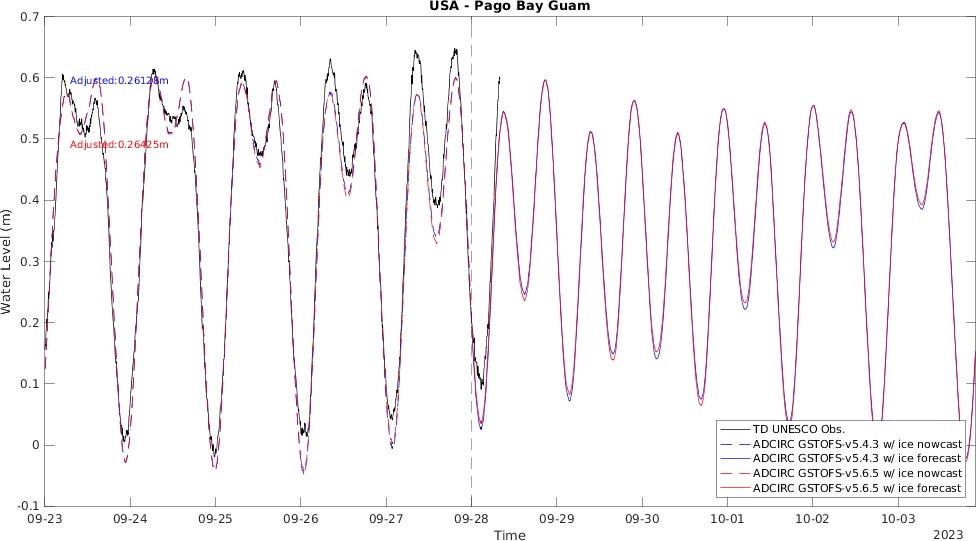 USA - Pago Bay Guam
0.7
0.6
0.5
0.4
0.3
0.2
0.1
0
-0.1
Water Level (m)
Adjusted:0.26128m
Adjusted:0.26425m
TD UNESCO Obs.
ADCIRC GSTOFS-v5.4.3 w/ ice nowcast
ADCIRC GSTOFS-v5.4.3 w/ ice forecast
ADCIRC GSTOFS-v5.6.5 w/ ice nowcast
ADCIRC GSTOFS-v5.6.5 w/ ice forecast
09-23 09-24 09-25 09-26 09-27 09-28 09-29 09-30 10-01 10-02 10-03
Time
2023